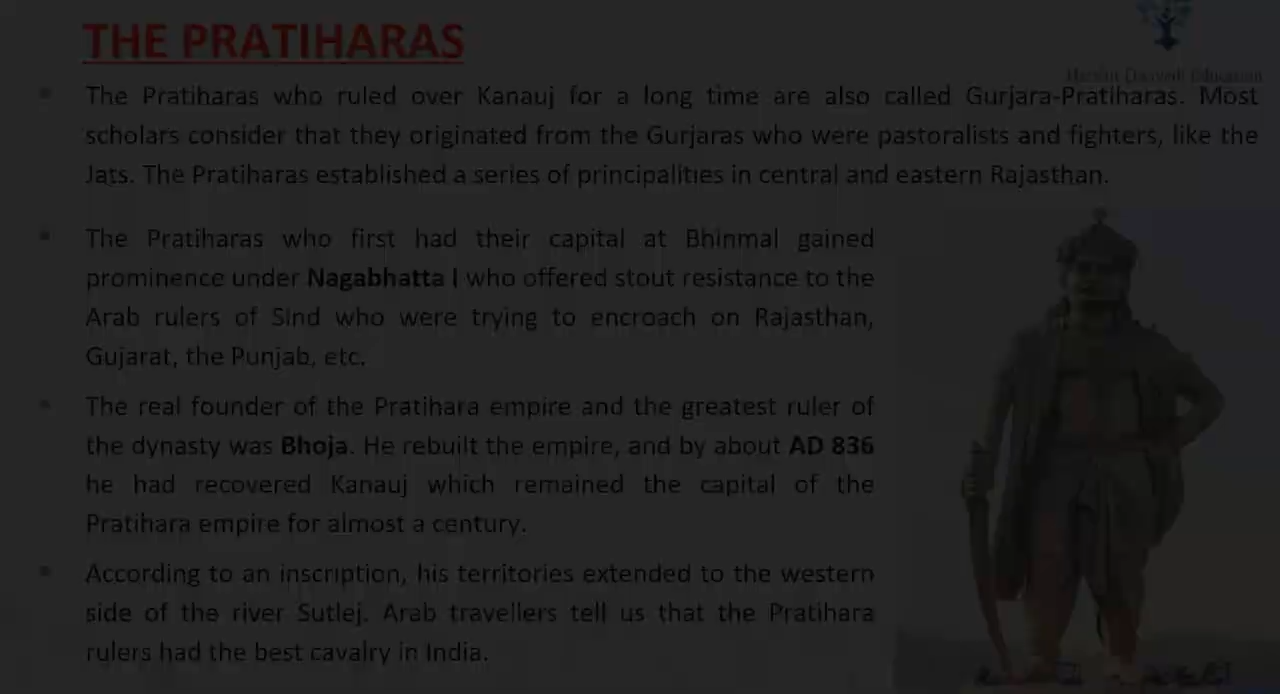 THE PRATIHARAS
The Pratiharas who ruled over Kanauj for a long time are also called Gurjara-Pratiharas. Most
scholars consider that they originated from the Gurjaras who were pastoralists and fighters, like the
Jats. The Pratiharas established a series of principalities in central and eastern Rajasthan.
The Pratiharas who first had their capital at Bhinmal gained
prominence under Nagabhatta I who offered stout resistance to the
Arab rulers of Sind who were trying to encroach on Rajasthan,
Gujarat, the Punjab, etc.
The real founder of the Pratihara empire and the greatest ruler of
the dynasty was Bhoja. He rebuilt the empire, and by about AD 836
he had recovered Kanauj which remained the capital of the
Pratihara empire for almost a century.
According to an inscription, his territories extended to the western
side of the river Sutlej. Arab travellers tell us that the Pratihara
rulers had the best cavalry in India.